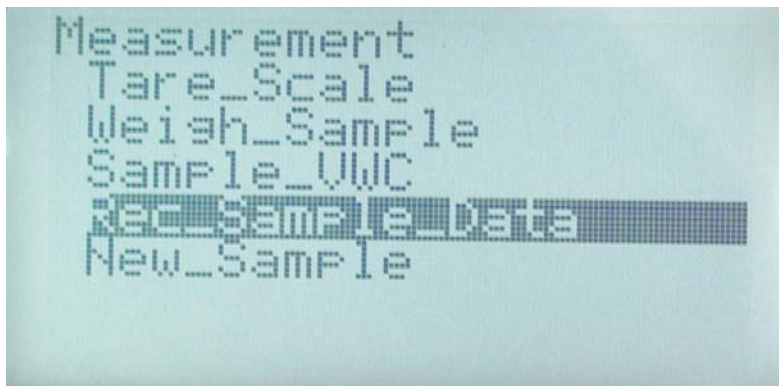 Measurement
Tare_Scale
Weigh_Sample
Sample_VWC
Rec_Sample_Data
New_Sample